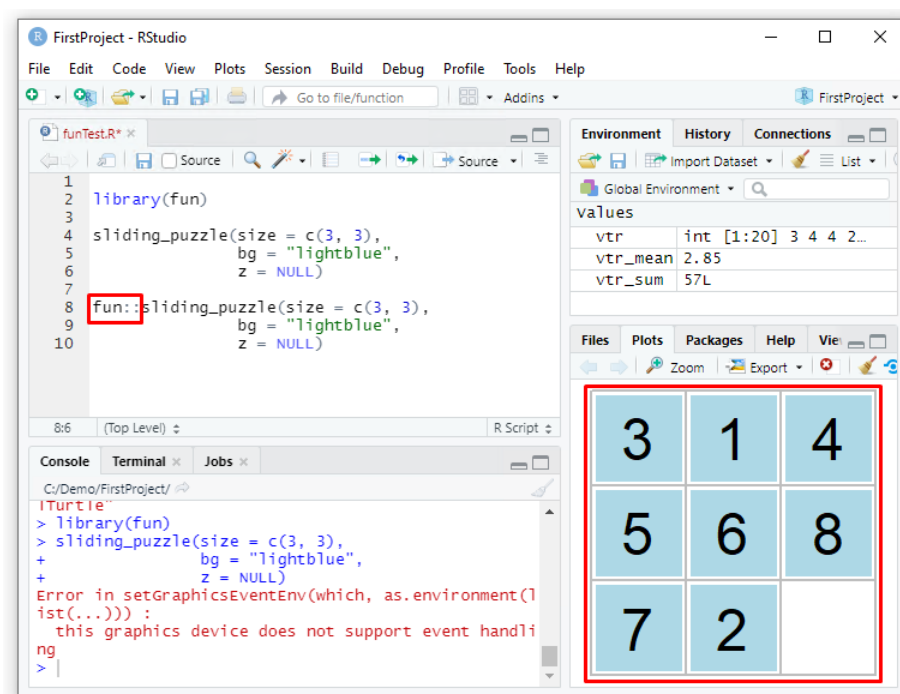 FirstProject - RStudio
File Edit Code View Plots Session Build Debug Profile Tools Help
Go to file/function Addins FirstProject
funTest.R*
Source Source
1
2 library(fun)
3
4 sliding_puzzle(size = c(3, 3),
5 bg = "lightblue",
6 z = NULL)
7
8 fun::sliding_puzzle(size = c(3, 3),
9 bg = "lightblue",
10 z = NULL)
8:6 (Top Level) R Script
Console Terminal Jobs
C:/Demo/FirstProject/
lTurtle"
> library(fun)
> sliding_puzzle(size = c(3, 3),
+ bg = "lightblue",
+ z = NULL)
Error in setGraphicsEventEnv(which, as.environment(l
ist(...))) :
this graphics device does not support event handli
ng
>
Environment History Connections
Import Dataset List
Global Environment
Values
vtr int [1:20] 3 4 4 2…
vtr_mean 2.85
vtr_sum 57L
Files Plots Packages Help Vie
Zoom Export
3 1 4
5 6 8
7 2